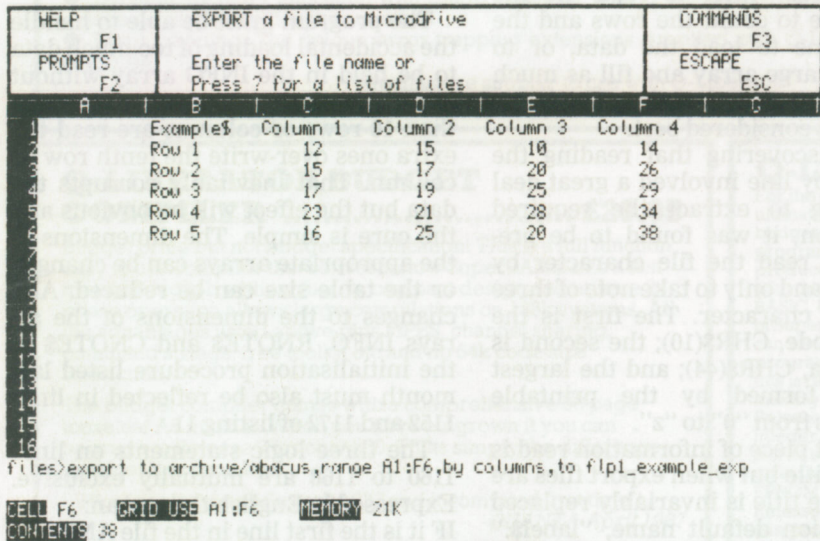 HELP F1 EXPORT a file to Microdrive COMMANDS F3
PROMPTS F2 Enter the file name or ESCAPE ESC
Press ? for a list of files
A B C D E F G
1 Example$ Column 1 Column 2 Column 3 Column 4
2 Row 1 12 15 10 14
3 Row 2 15 17 20 26
4 Row 3 17 19 25 29
5 Row 4 23 21 28 34
6 Row 5 16 25 20 38
7
8
9
10
11
12
13
14
15
16
files>export to archive/abacus,range A1:F6,by columns,to flp1_example_exp
CELL F6 GRID USE A1:F6 MEMORY 21K
CONTENTS 38